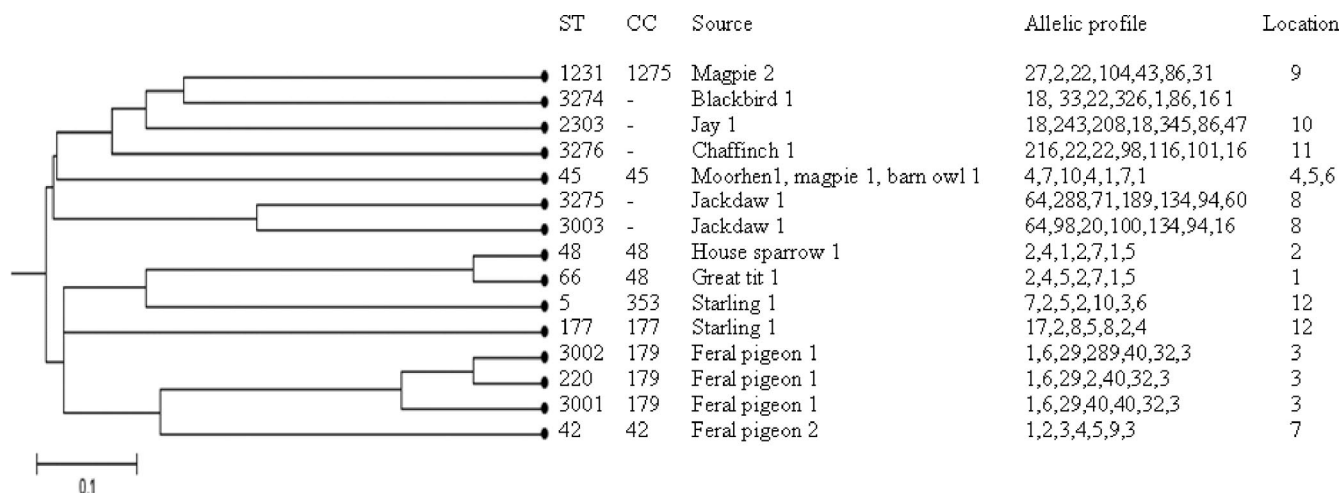 ST CC Source Allelic profile Location
1231 1275 Magpie 2 27,2,22,104,43,86,31 9
3274 - Blackbird 1 18, 33,22,326,1,86,16 1
2303 - Jay 1 18,243,208,18,345,86,47 10
3276 - Chaffinch 1 216,22,22,98,116,101,16 11
45 45 Moorhen1, magpie 1, barn owl 1 4,7,10,4,1,7,1 4,5,6
3275 - Jackdaw 1 64,288,71,189,134,94,60 8
3003 - Jackdaw 1 64,98,20,100,134,94,16 8
48 48 House sparrow 1 2,4,1,2,7,1,5 2
66 48 Great tit 1 2,4,5,2,7,1,5 1
5 353 Starling 1 7,2,5,2,10,3,6 12
177 177 Starling 1 17,2,8,5,8,2,4 12
3002 179 Feral pigeon 1 1,6,29,289,40,32,3 3
220 179 Feral pigeon 1 1,6,29,2,40,32,3 3
3001 179 Feral pigeon 1 1,6,29,40,40,32,3 3
42 42 Feral pigeon 2 1,2,3,4,5,9,3 7
0.1